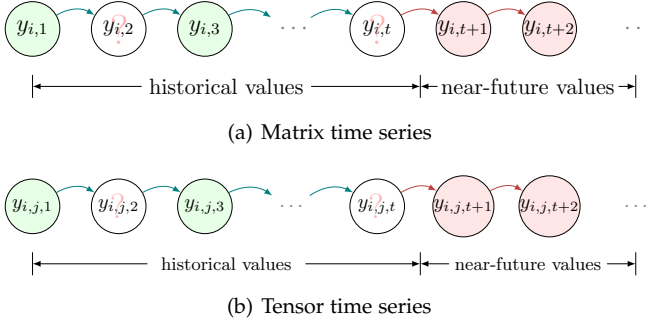 y_{i,1} y_{i,2} ? y_{i,3} ··· y_{i,t} ? y_{i,t+1} y_{i,t+2} ···
historical values near-future values
(a) Matrix time series
y_{i,j,1} y_{i,j,2} ? y_{i,j,3} ··· y_{i,j,t} ? y_{i,j,t+1} y_{i,j,t+2} ···
historical values near-future values
(b) Tensor time series